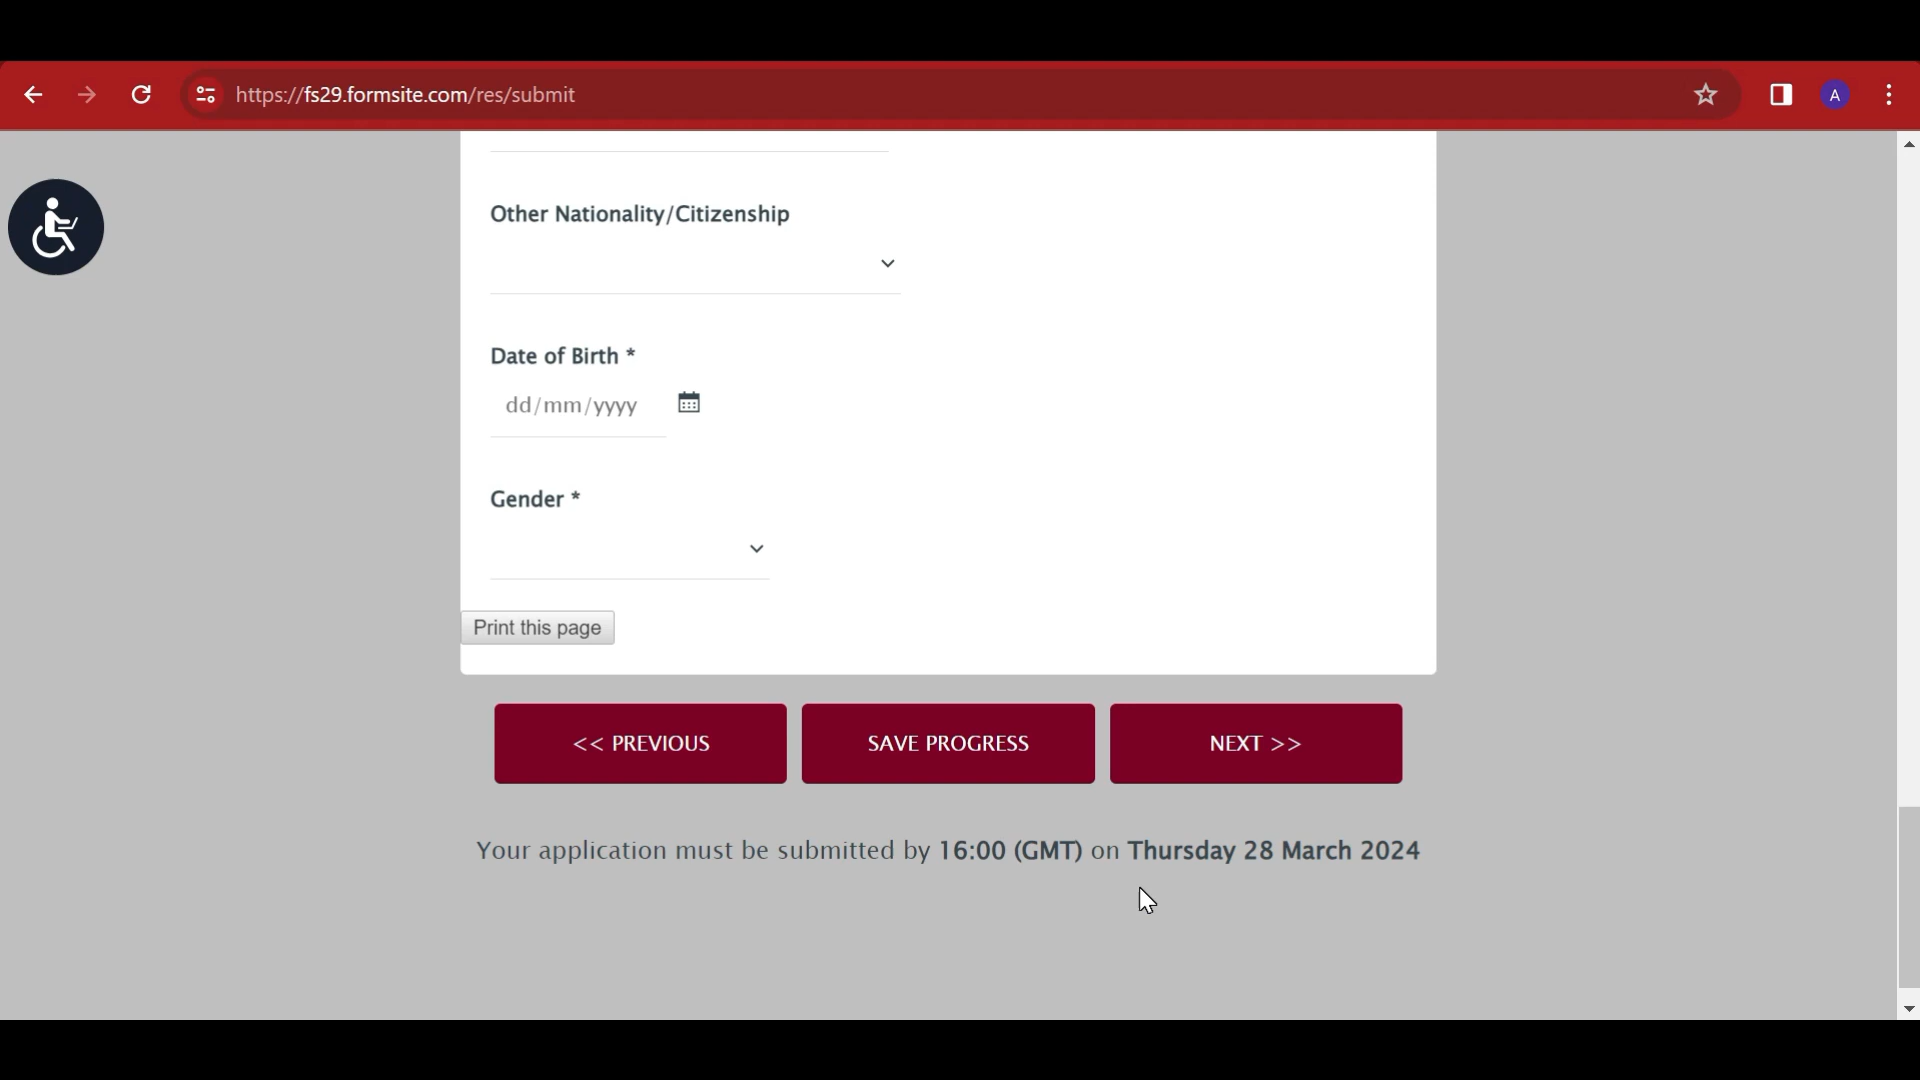 https://fs29.formsite.com/res/submit
A
Other Nationality/Citizenship
Date of Birth *
dd/mm/yyyy
Gender *
Print this page
<< PREVIOUS
SAVE PROGRESS
NEXT >>
Your application must be submitted by 16:00 (GMT) on Thursday 28 March 2024